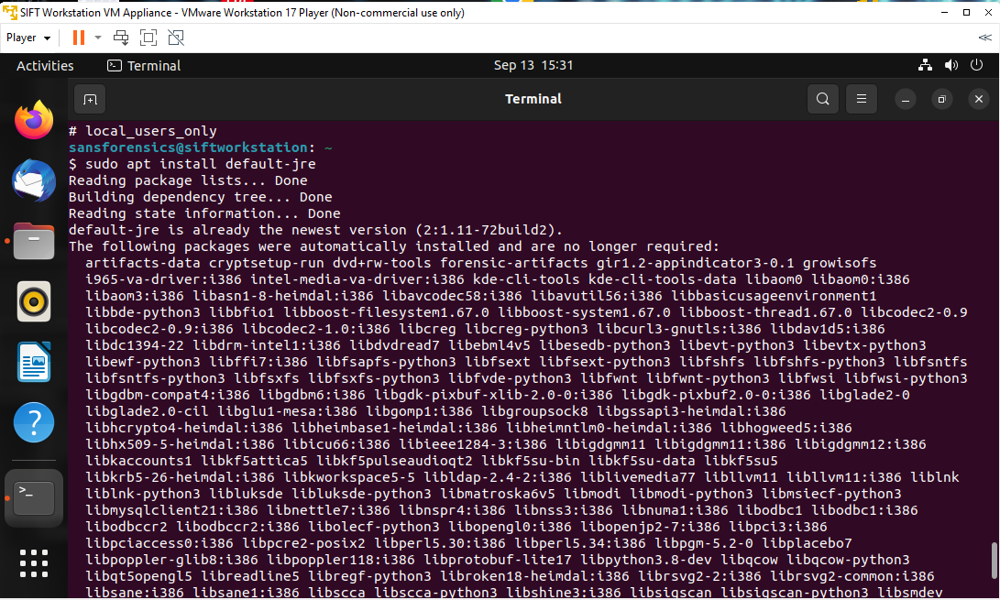 SIFT Workstation VM Appliance - VMware Workstation 17 Player (Non-commercial use only)
Player
Activities
Terminal
Sep 13 15:31
Terminal
# local_users_only
sansforensics@siftworkstation: ~
$ sudo apt install default-jre
Reading package lists... Done
Building dependency tree... Done
Reading state information... Done
default-jre is already the newest version (2:1.11-72build2).
The following packages were automatically installed and are no longer required:
artifacts-data cryptsetup-run dvd+rw-tools forensic-artifacts gir1.2-appindicator3-0.1 growisofs
i965-va-driver:i386 intel-media-va-driver:i386 kde-cli-tools kde-cli-tools-data libaom0 libaom0:i386
libaom3:i386 libasn1-8-heimdal:i386 libavcodec58:i386 libavutil56:i386 libbasicusageenvironment1
libbde-python3 libbfio1 libboost-filesystem1.67.0 libboost-system1.67.0 libboost-thread1.67.0 libcodec2-0.9
libcodec2-0.9:i386 libcodec2-1.0:i386 libcreg libcreg-python3 libcurl3-gnutls:i386 libdav1d5:i386
libdc1394-22 libdrm-intel1:i386 libdvdread7 libebml4v5 libesedb-python3 libevt-python3 libevtx-python3
libewf-python3 libffi7:i386 libfsapfs-python3 libfsext libfsext-python3 libfshfs libfshfs-python3 libfsntfs
libfsntfs-python3 libfsxfs libfsxfs-python3 libfvde-python3 libfwnt libfwnt-python3 libfwsi libfwsi-python3
libgdbm-compat4:i386 libgdbm6:i386 libgdk-pixbuf-xlib-2.0-0:i386 libgdk-pixbuf2.0-0:i386 libglade2-0
libglade2.0-cil libglu1-mesa:i386 libgomp1:i386 libgroupsock8 libgssapi3-heimdal:i386
libhcrypto4-heimdal:i386 libheimbase1-heimdal:i386 libheimntlm0-heimdal:i386 libhogweed5:i386
libhx509-5-heimdal:i386 libicu66:i386 libieee1284-3:i386 libigdgmm11 libigdgmm11:i386 libigdgmm12:i386
libkaccounts1 libkf5attica5 libkf5pulseaudioqt2 libkf5su-bin libkf5su-data libkf5su5
libkrb5-26-heimdal:i386 libkworkspace5-5 libldap-2.4-2:i386 liblivemedia77 libllvm11 libllvm11:i386 liblnk
liblnk-python3 libluksde libluksde-python3 libmatroska6v5 libmodi libmodi-python3 libmsiecf-python3
libmysqlclient21:i386 libnettle7:i386 libnspr4:i386 libnss3:i386 libnuma1:i386 libodbc1 libodbc1:i386
libodbccr2 libodbccr2:i386 libolecf-python3 libopengl0:i386 libopenjp2-7:i386 libpci3:i386
libpciaccess0:i386 libpcre2-posix2 libperl5.30:i386 libperl5.34:i386 libpgm-5.2-0 libplacebo7
libpoppler-glib8:i386 libpoppler118:i386 libprotobuf-lite17 libpython3.8-dev libqcow libqcow-python3
libqt5opengl5 libreadline5 libregf-python3 libroken18-heimdal:i386 librsvg2-2:i386 librsvg2-common:i386
libsane:i386 libsane1:i386 libscca libscca-python3 libshine3:i386 libsigscan libsigscan-python3 libsmdev